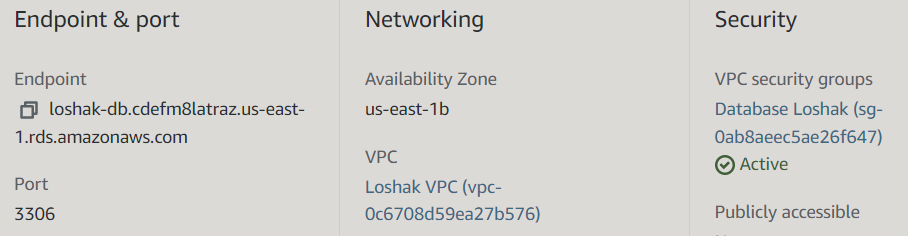 Endpoint & port
Endpoint
loshak-db.cdefm8latraz.us-east-
1.rds.amazonaws.com
Port
3306
Networking
Availability Zone
us-east-1b
VPC
Loshak VPC (vpc-
0c6708d59ea27b576)
Security
VPC security groups
Database Loshak (sg-
0ab8aeec5ae26f647)
Active
Publicly accessible